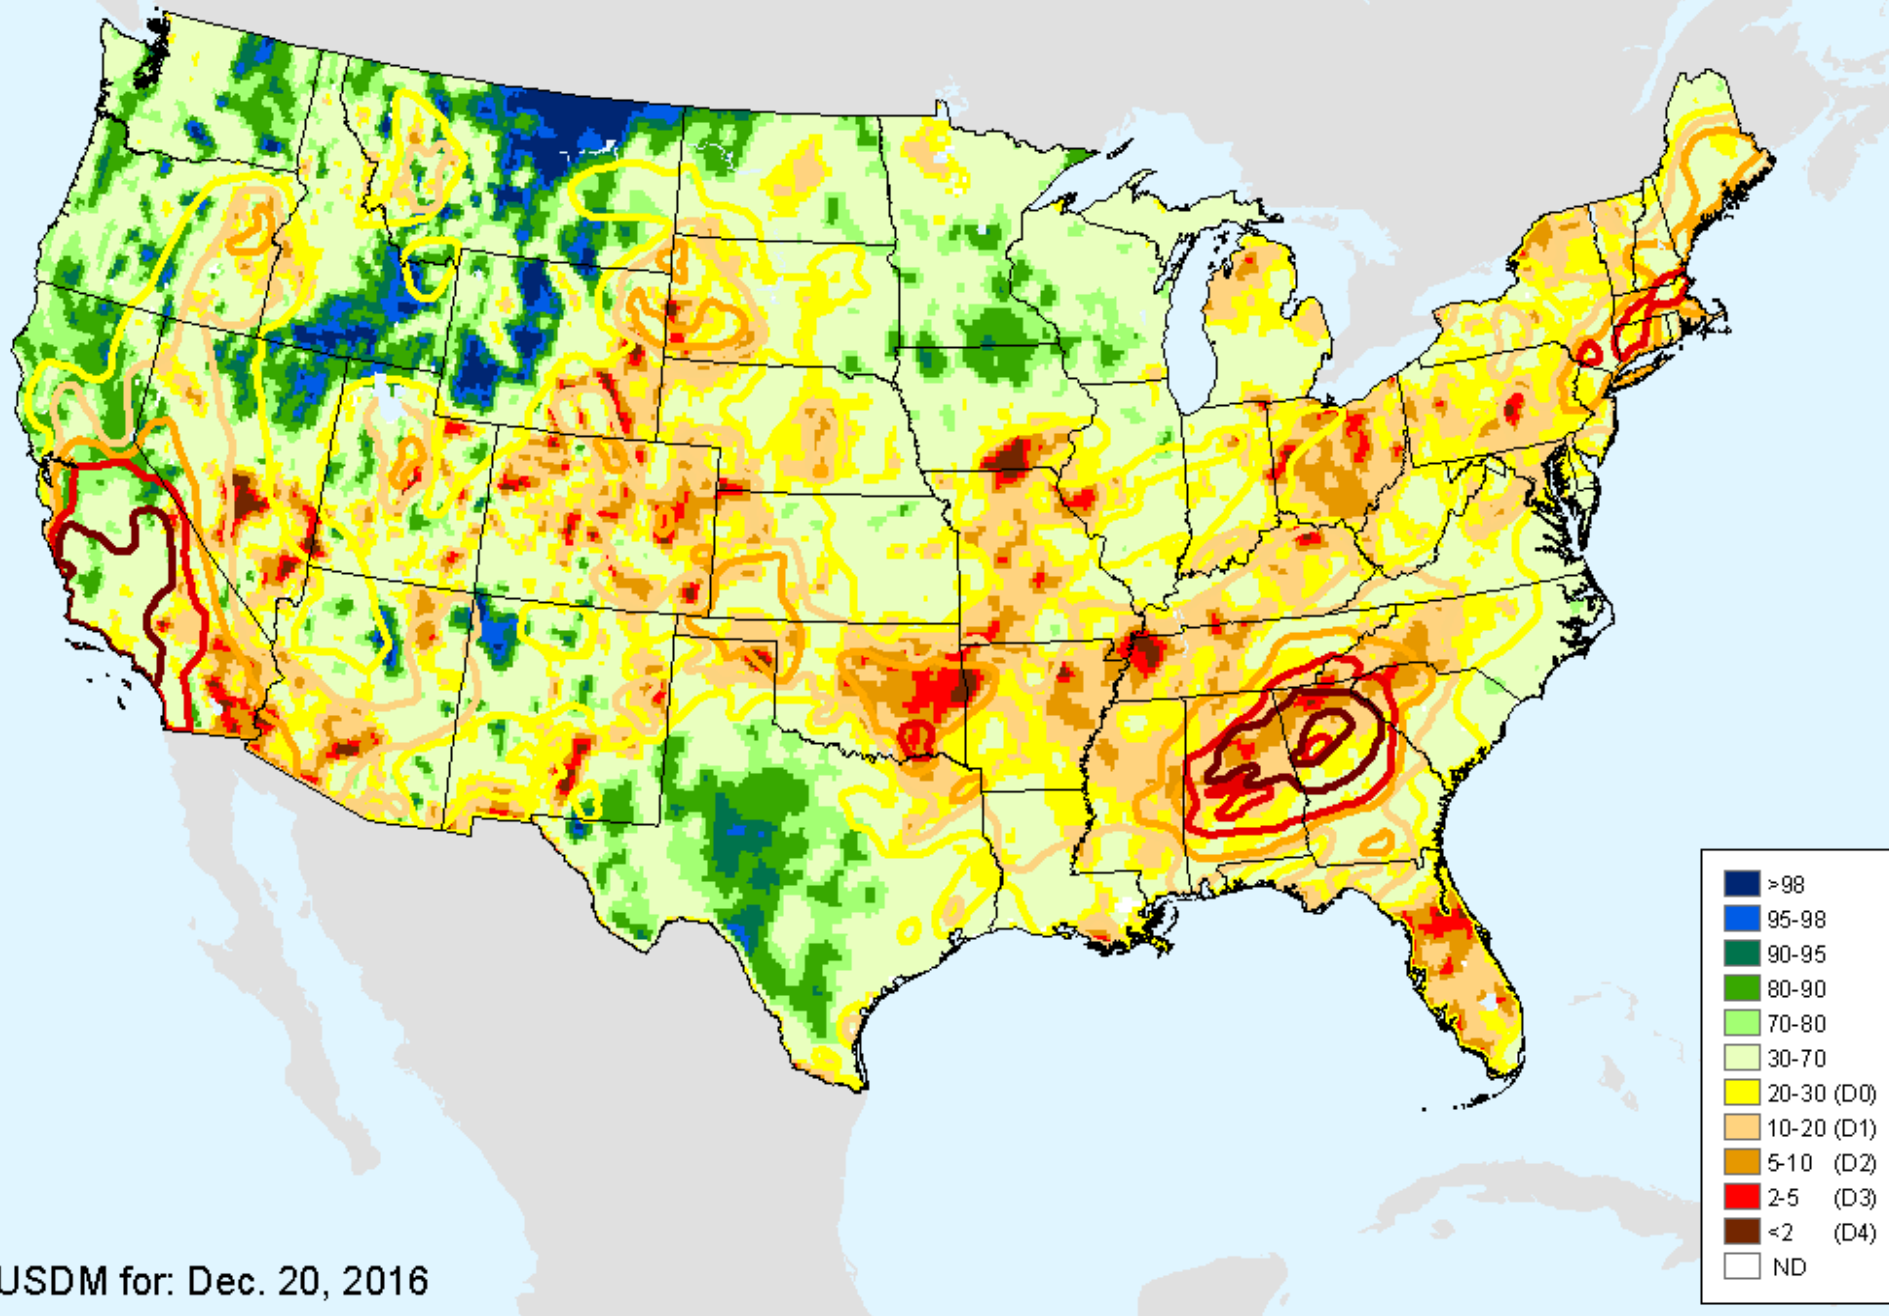 >98
95-98
90-95
80-90
70-80
30-70
20-30 (D0)
10-20 (D1)
5-10 (D2)
2-5 (D3)
<2 (D4)
ND
USDM for: Dec. 20, 2016